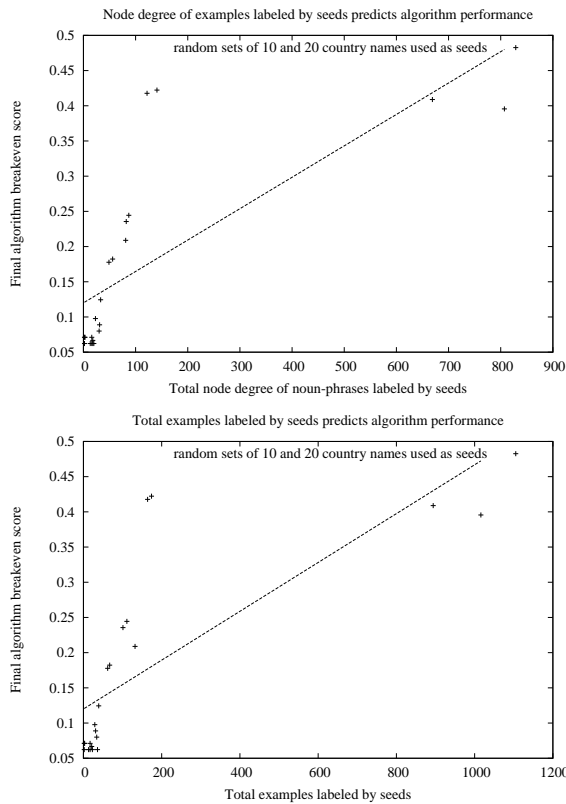 Node degree of examples labeled by seeds predicts algorithm performance
0.5
random sets of 10 and 20 country names used as seeds
0.45
0.4
0.35
0.3
0.25
0.2
0.15
0.1
0.05
Final algorithm breakeven score
0 100 200 300 400 500 600 700 800 900
Total node degree of noun-phrases labeled by seeds
Total examples labeled by seeds predicts algorithm performance
0.5
random sets of 10 and 20 country names used as seeds
0.45
0.4
0.35
0.3
0.25
0.2
0.15
0.1
0.05
Final algorithm breakeven score
0 200 400 600 800 1000 1200
Total examples labeled by seeds